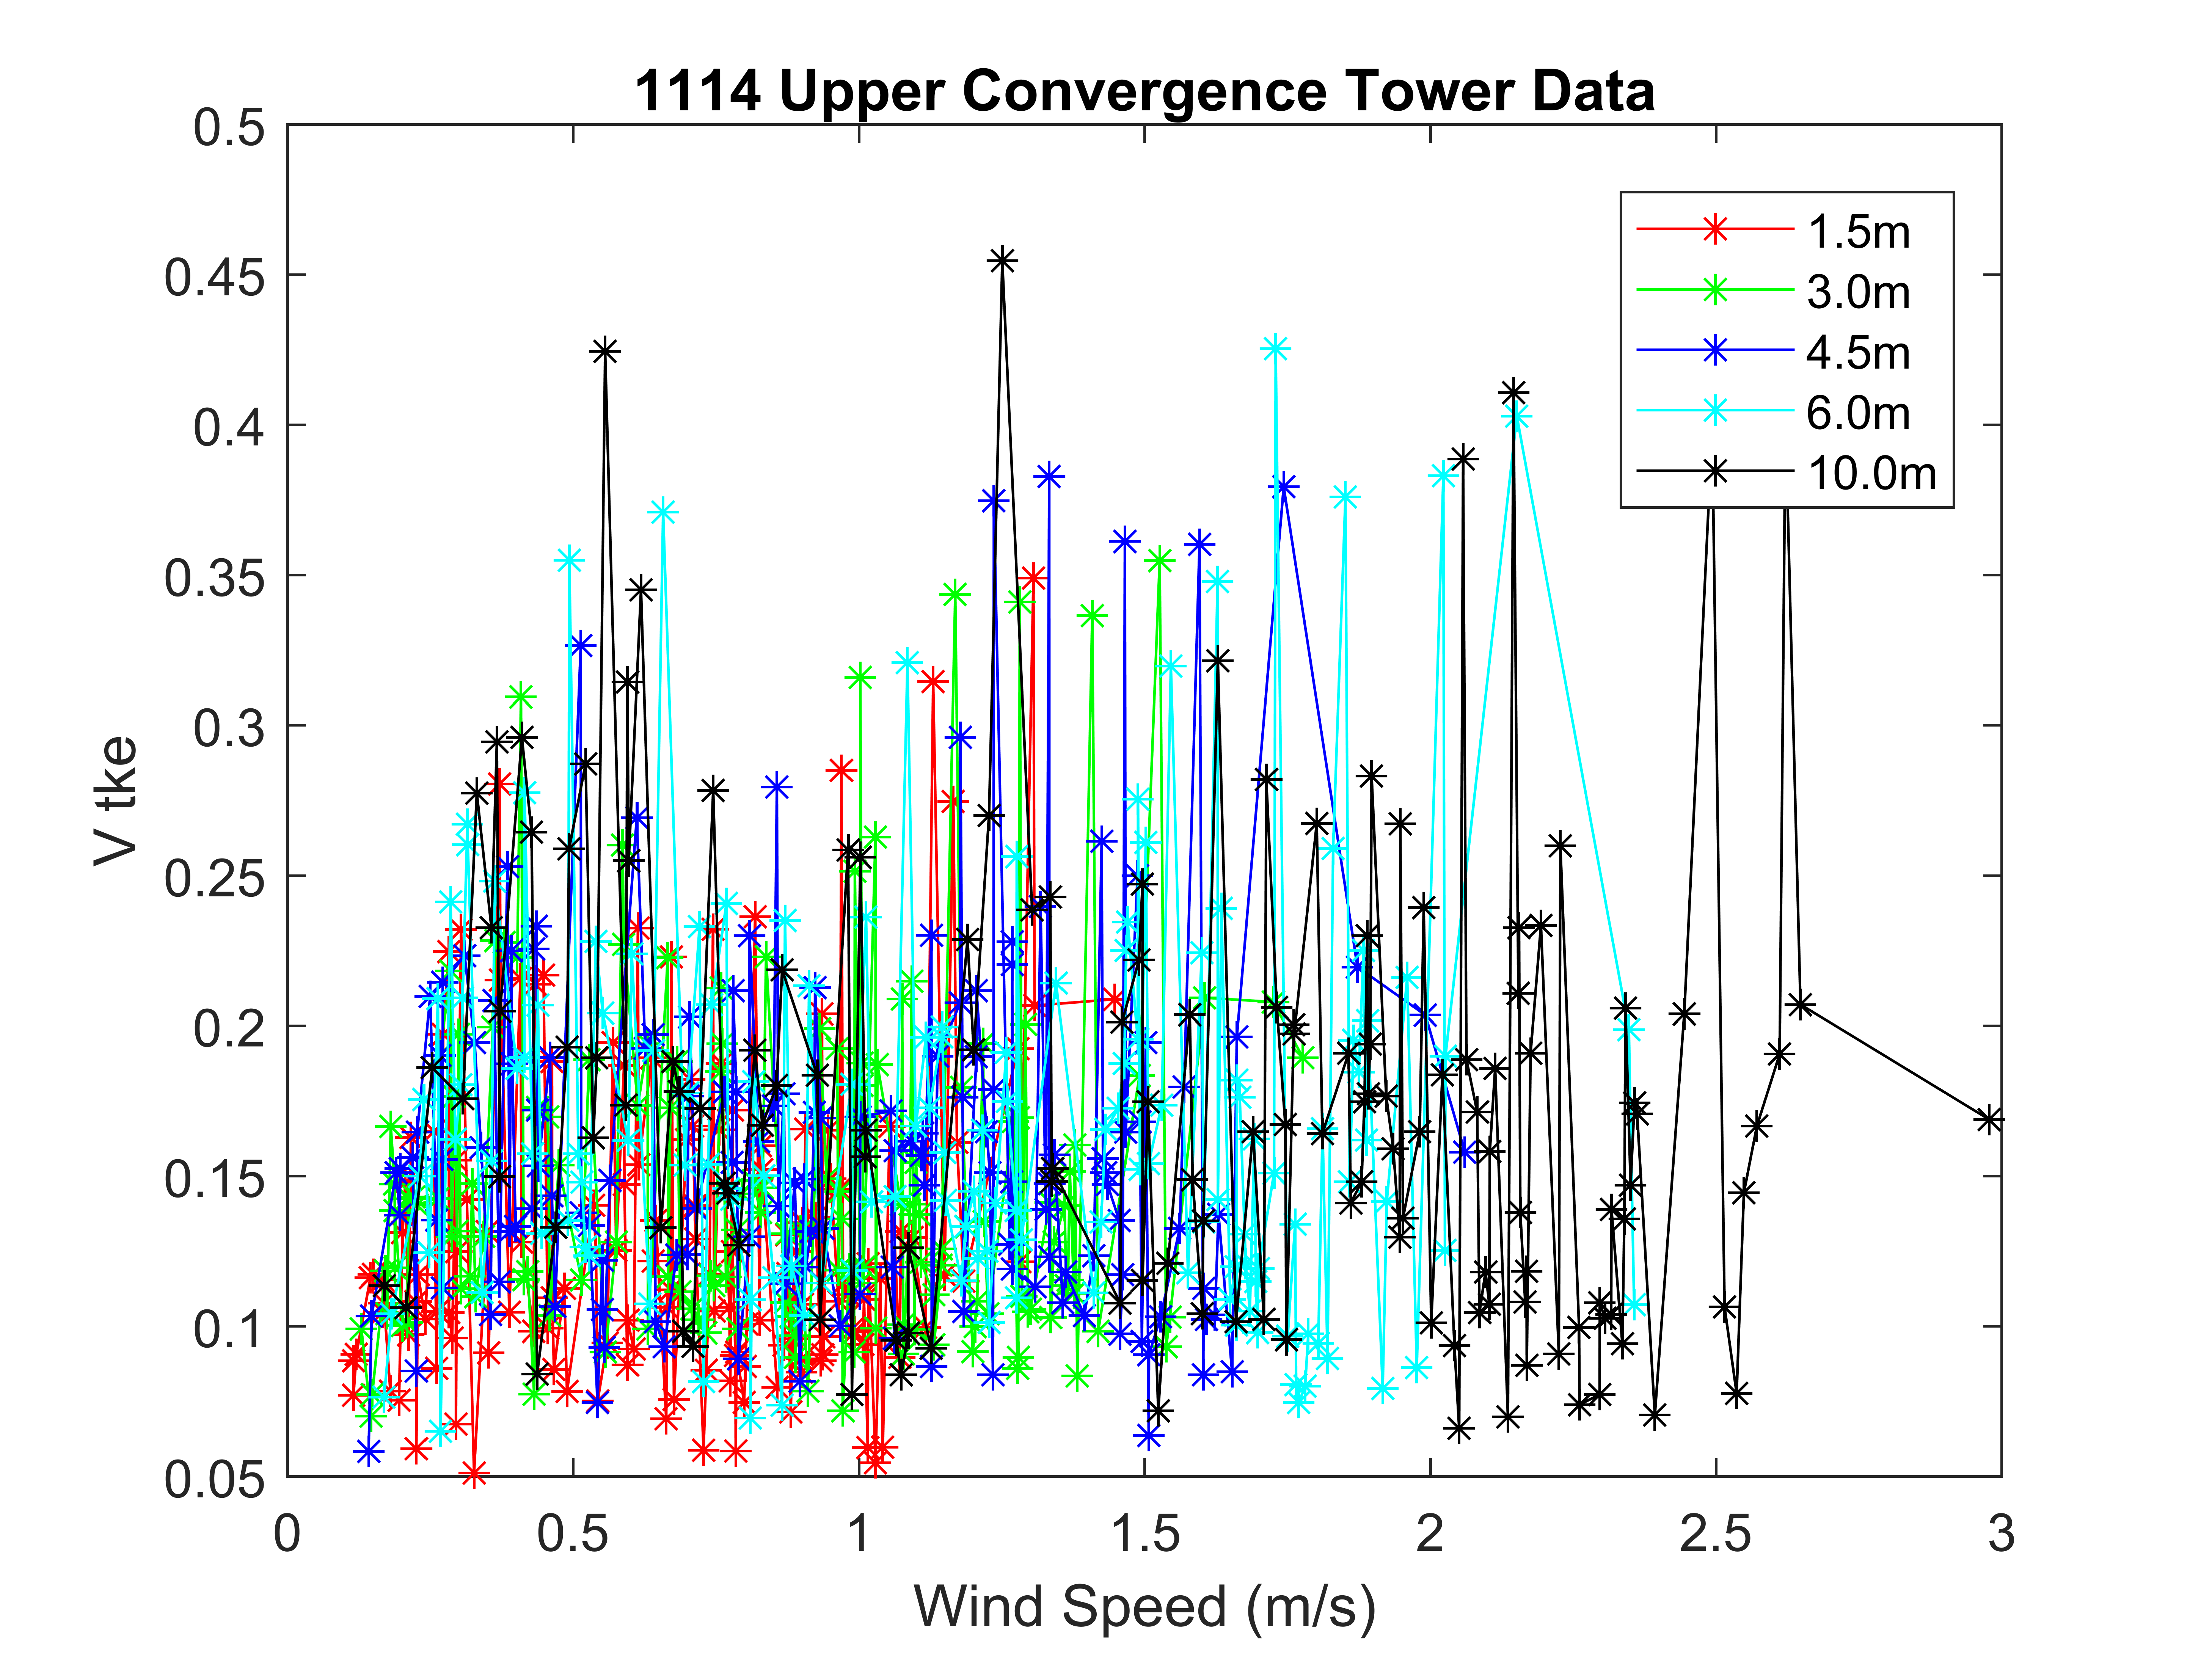 1114 Upper Convergence Tower Data
0.5
0.45
0.4
0.35
0.3
0.25
0.2
0.15
0.1
0.05
V tke
1.5m
3.0m
4.5m
6.0m
10.0m
0 0.5 1 1.5 2 2.5 3
Wind Speed (m/s)